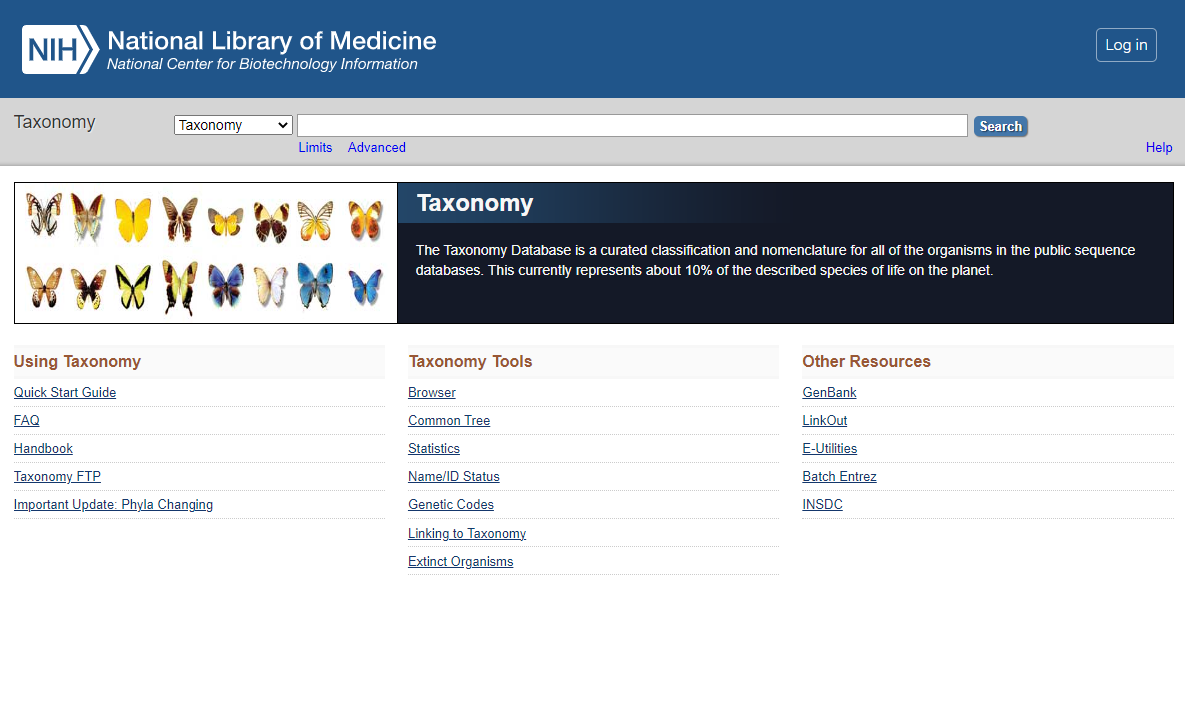 NIH National Library of Medicine
National Center for Biotechnology Information
Log in
Taxonomy
Taxonomy
Search
Limits
Advanced
Help
Taxonomy
The Taxonomy Database is a curated classification and nomenclature for all of the organisms in the public sequence
databases. This currently represents about 10% of the described species of life on the planet.
Using Taxonomy
Quick Start Guide
FAQ
Handbook
Taxonomy FTP
Important Update: Phyla Changing
Taxonomy Tools
Browser
Common Tree
Statistics
Name/ID Status
Genetic Codes
Linking to Taxonomy
Extinct Organisms
Other Resources
GenBank
LinkOut
E-Utilities
Batch Entrez
INSDC